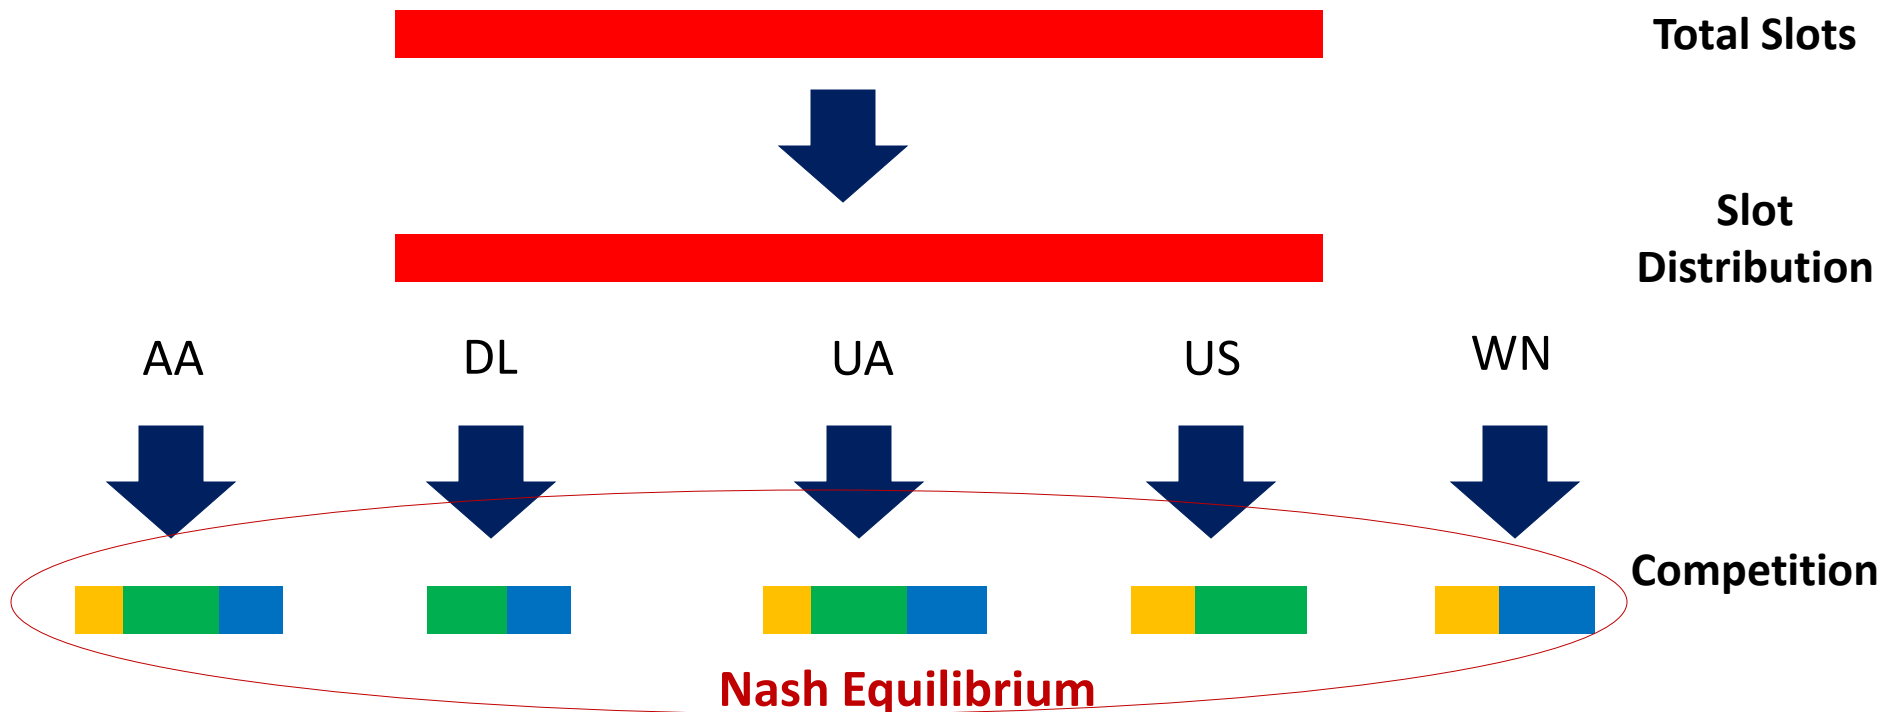 Total Slots
Slot
Distribution
AA
DL
UA
US
WN
Competition
Nash Equilibrium